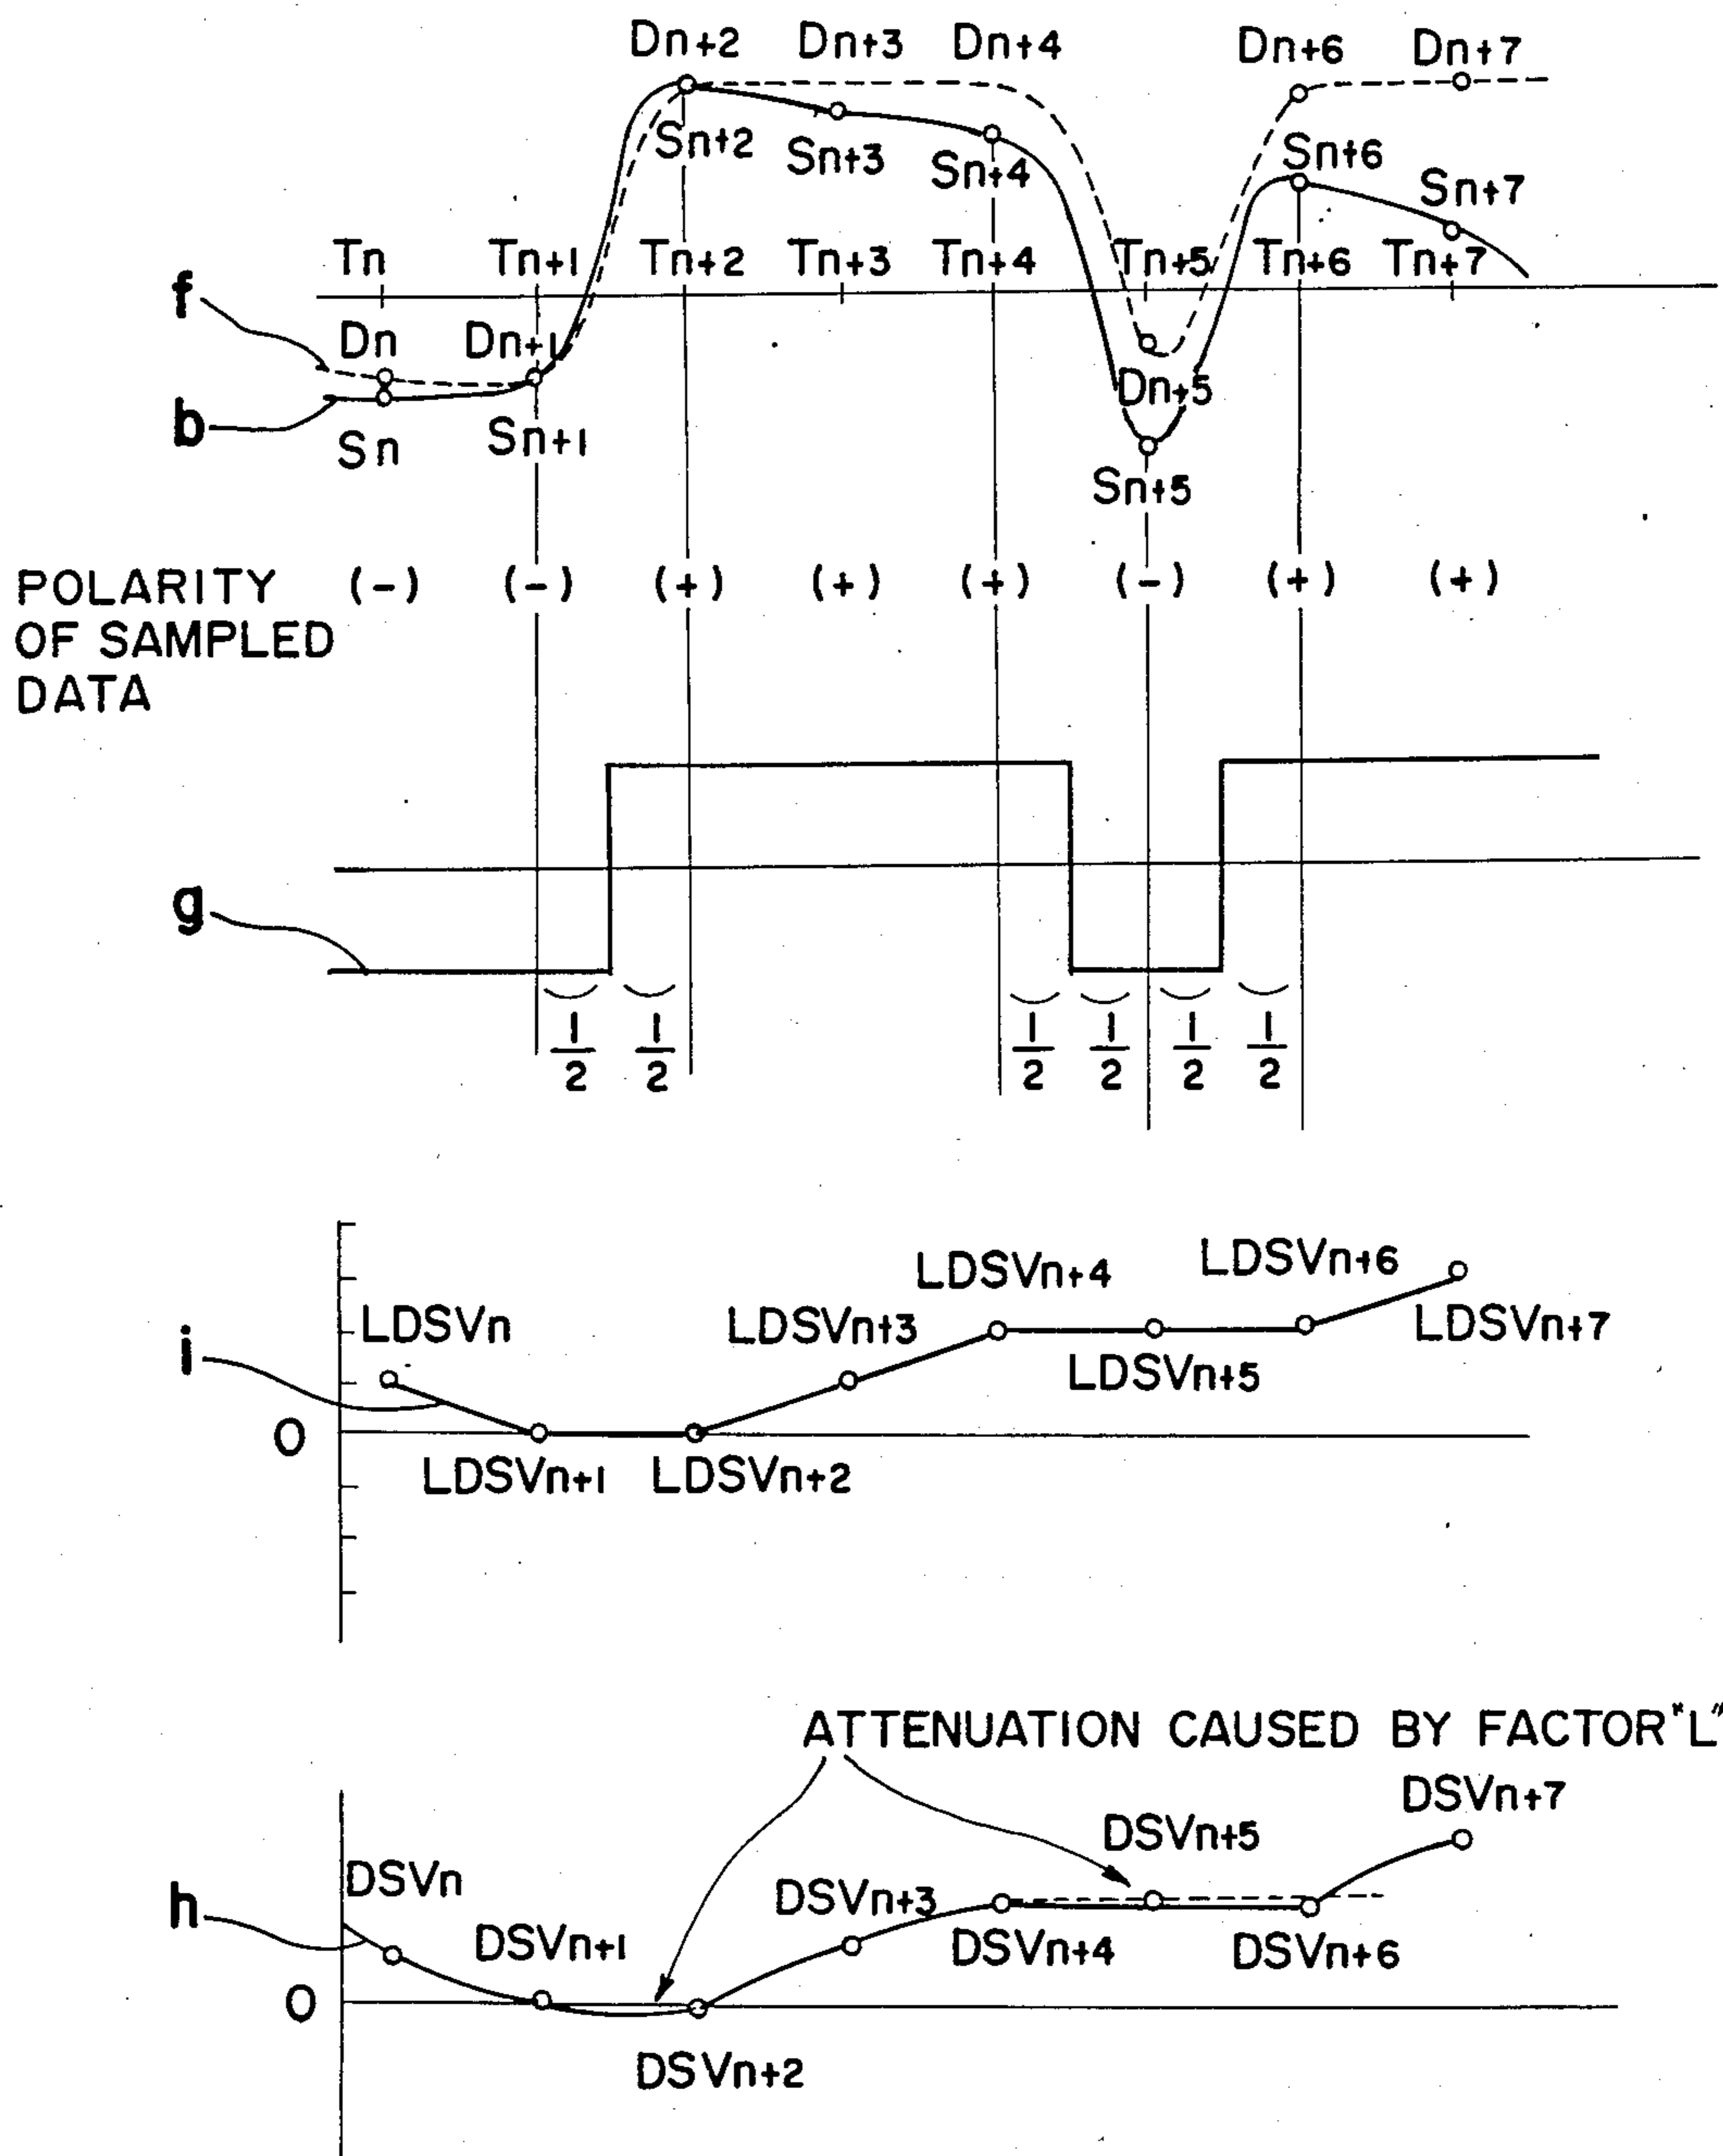 Dn+2 Dn+3 Dn+4 Dn+6 Dn+7
Sn+2 Sn+3 Sn+4 Sn+6 Sn+7
Tn Tn+1 Tn+2 Tn+3 Tn+4 Tn+5 Tn+6 Tn+7
f
Dn Dn+1 Dn+5
b
Sn Sn+1 Sn+5
POLARITY (-) (-) (+) (+) (+) (-) (+) (+)
OF SAMPLED
DATA
g
1/2 1/2 1/2 1/2 1/2 1/2
LDSVn+4 LDSVn+6
LDSVn LDSVn+3 LDSVn+7
i
LDSVn+5
0
LDSVn+1 LDSVn+2
ATTENUATION CAUSED BY FACTOR "L"
DSVn+7
DSVn+5
DSVn DSVn+3
h
DSVn+1 DSVn+4 DSVn+6
0
DSVn+2